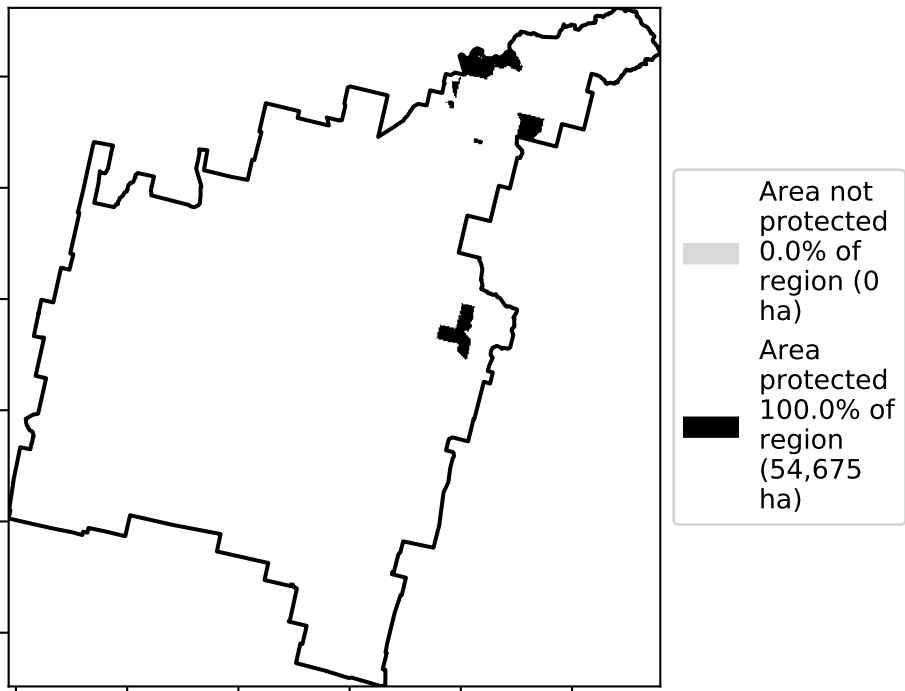 Area not
protected
0.0% of
region (0
ha)
Area
protected
100.0% of
region
(54,675
ha)